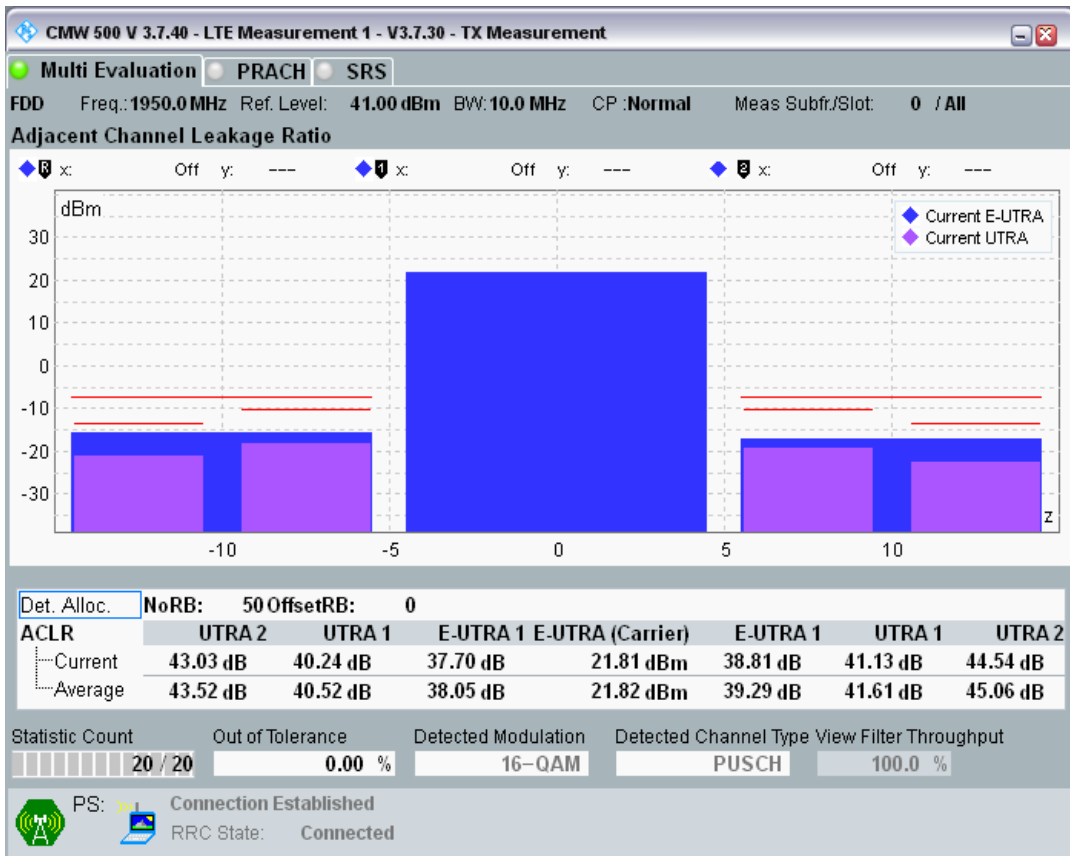 CMW 500 V 3.7.40 - LTE Measurement 1 - V3.7.30 - TX Measurement
Multi Evaluation PRACH SRS
FDD Freq.: 1950.0 MHz Ref. Level: 41.00 dBm BW: 10.0 MHz CP :Normal Meas Subfr./Slot: 0 / All
Adjacent Channel Leakage Ratio
R x: Off y: --- 1 x: Off y: --- 2 x: Off y: ---
dBm
Current E-UTRA
Current UTRA
30
20
10
0
-10
-20
-30
z
-10 -5 0 5 10
Det. Alloc. NoRB: 50 OffsetRB: 0
ACLR UTRA 2 UTRA 1 E-UTRA 1 E-UTRA (Carrier) E-UTRA 1 UTRA 1 UTRA 2
Current 43.03 dB 40.24 dB 37.70 dB 21.81 dBm 38.81 dB 41.13 dB 44.54 dB
Average 43.52 dB 40.52 dB 38.05 dB 21.82 dBm 39.29 dB 41.61 dB 45.06 dB
Statistic Count Out of Tolerance Detected Modulation Detected Channel Type View Filter Throughput
20 / 20 0.00 % 16-QAM PUSCH 100.0 %
PS: Connection Established
RRC State: Connected